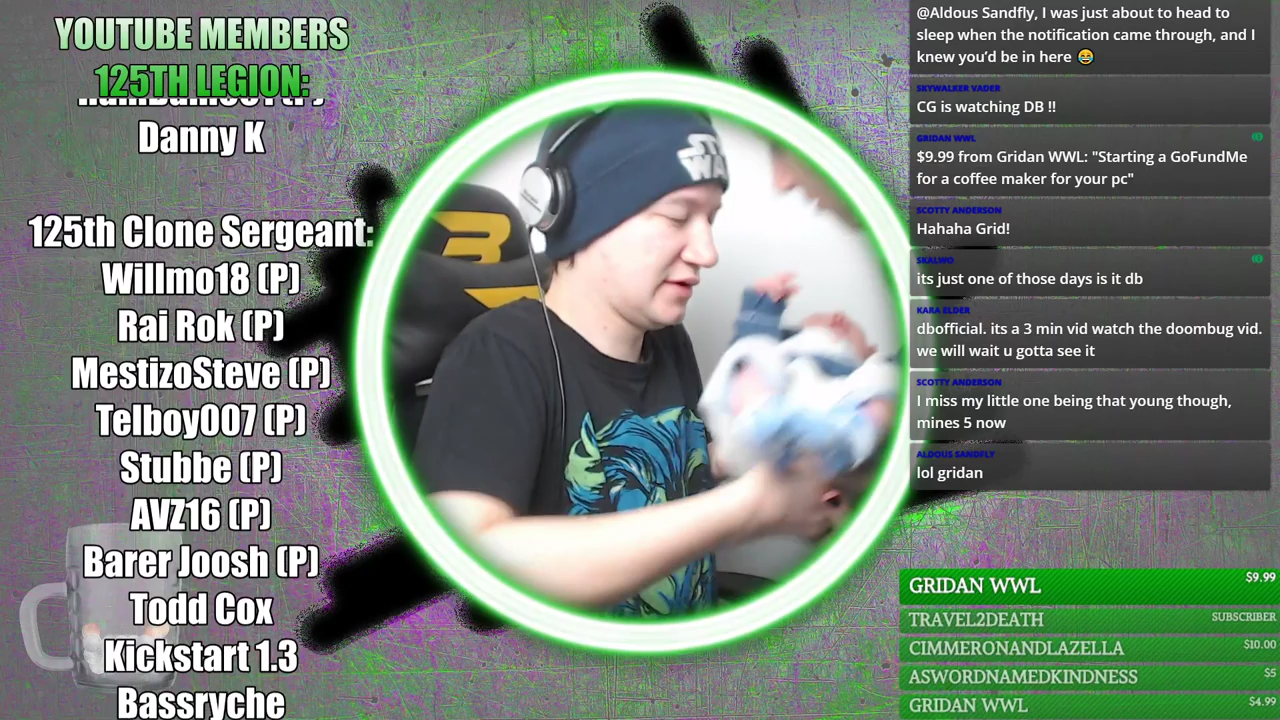 YOUTUBE MEMBERS
125TH LEGION:
Danny K
125th Clone Sergeant:
Willmo18 (P)
Rai Rok (P)
MestizoSteve (P)
Telboy007 (P)
Stubbe (P)
AVZ16 (P)
Barer Joosh (P)
Todd Cox
Kickstart 1.3
Bassryche
STAR
WARS
@Aldous Sandfly, I was just about to head to
sleep when the notification came through, and I
knew you'd be in here 😂
SKYWALKER VADER
CG is watching DB !!
GRIDAN WWL
$9.99 from Gridan WWL: "Starting a GoFundMe
for a coffee maker for your pc"
SCOTTY ANDERSON
Hahaha Grid!
SKALWO
its just one of those days is it db
KARA ELDER
dbofficial. its a 3 min vid watch the doombug vid.
we will wait u gotta see it
SCOTTY ANDERSON
I miss my little one being that young though,
mines 5 now
ALDOUS SANDFLY
lol gridan
GRIDAN WWL $9.99
TRAVEL2DEATH SUBSCRIBER
CIMMERONANDLAZELLA $10.00
ASWORDNAMEDKINDNESS $5
GRIDAN WWL $4.99